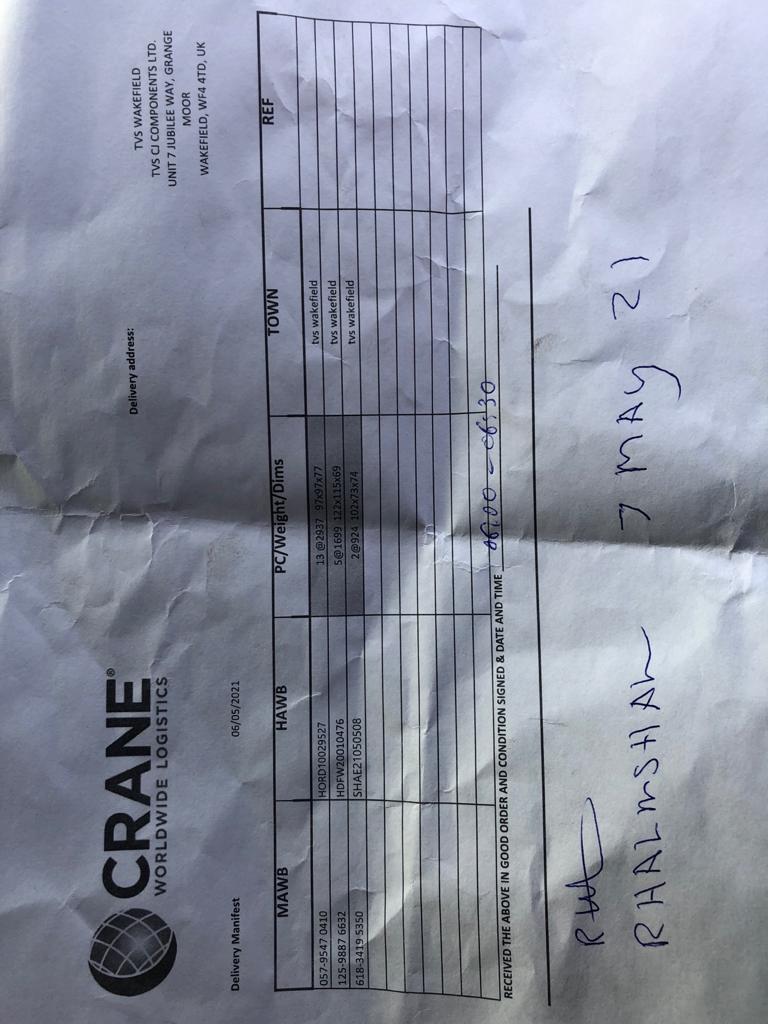 CRANE®
WORLDWIDE LOGISTICS
Delivery Manifest 06/05/2021
Delivery address:
TVS WAKEFIELD
TVS CJ COMPONENTS LTD.
UNIT 7 JUBILEE WAY, GRANGE
MOOR
WAKEFIELD, WF4 4TD, UK
MAWB HAWB PC/Weight/Dims TOWN REF
057-9547 0410 HORD10029527 13 @2937 97x97x77 tvs wakefield
125-9887 6632 HDFW20010476 5@1699 122x115x69 tvs wakefield
618-3419 5350 SHAE21050508 2@924 102x73x74 tvs wakefield
RECEIVED THE ABOVE IN GOOD ORDER AND CONDITION SIGNED & DATE AND TIME 06:00 - 06:30
7 MAY 21